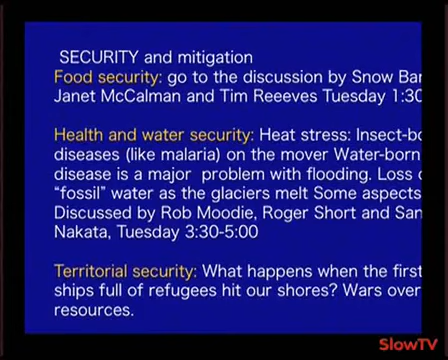 SECURITY and mitigation
Food security: go to the discussion by Snow Bar
Janet McCalman and Tim Reeeves Tuesday 1:30
Health and water security: Heat stress: Insect-bo
diseases (like malaria) on the mover Water-born
disease is a major problem with flooding. Loss
"fossil" water as the glaciers melt Some aspects
Discussed by Rob Moodie, Roger Short and San
Nakata, Tuesday 3:30-5:00
Territorial security: What happens when the first
ships full of refugees hit our shores? Wars over
resources.
SlowTV